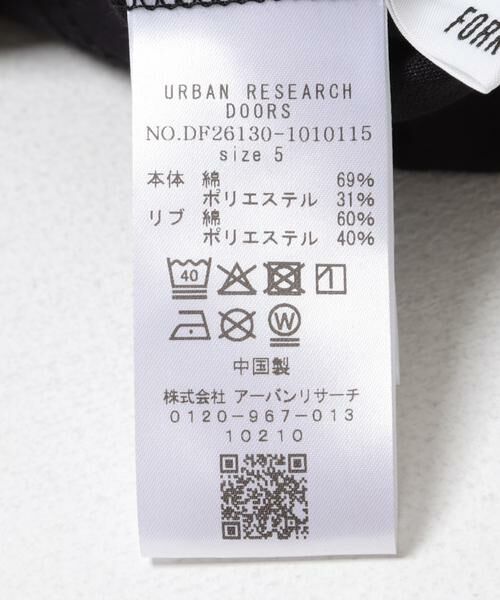 URBAN RESEARCH
DOORS
NO.DF26130-1010115
size 5
本体 綿 69%
ポリエステル 31%
リブ 綿 60%
ポリエステル 40%
40
W
中国製
株式会社 アーバンリサーチ
0120-967-013
10210